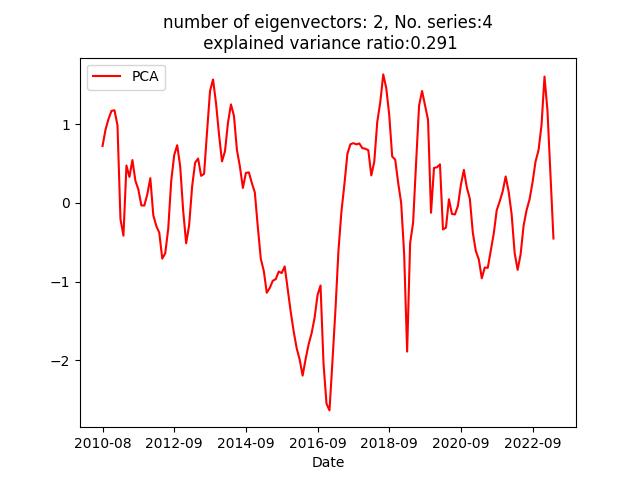 number of eigenvectors: 2, No. series:4
explained variance ratio:0.291
PCA
1
0
−1
−2
2010-08 2012-09 2014-09 2016-09 2018-09 2020-09 2022-09
Date